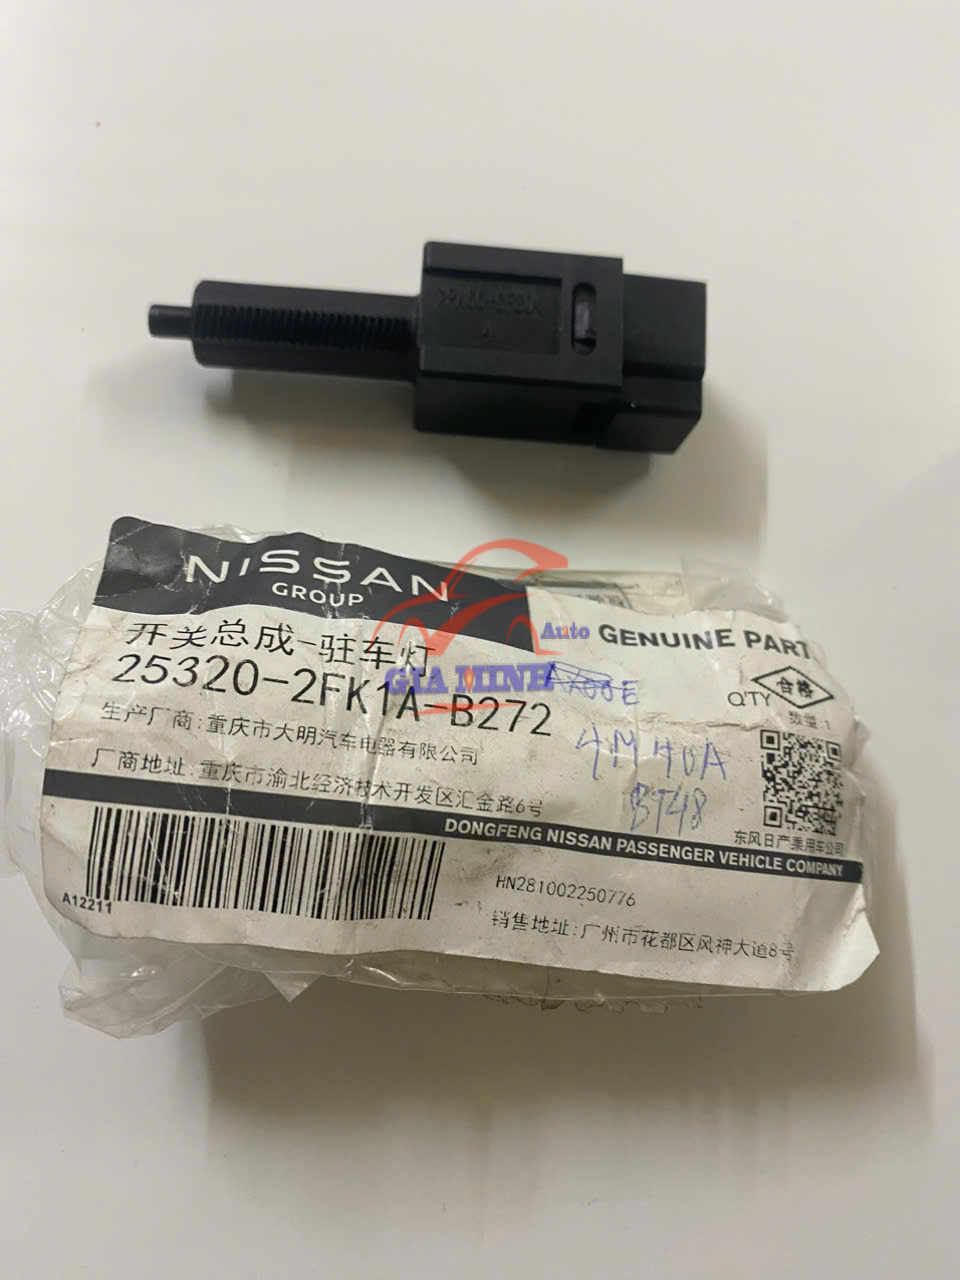 NISSAN
GROUP
GENUINE PART
开关总成-驻车灯
25320-2FK1A-B272
Auto
GIA MINH
Q'TY
合格
数量:1
生产厂商:重庆市大明汽车电器有限公司
厂商地址:重庆市渝北经济技术开发区汇金路6号
4M40A
BT48
东风日产乘用车公司
DONGFENG NISSAN PASSENGER VEHICLE COMPANY
A12211
HN281002250776
销售地址:广州市花都区风神大道8号